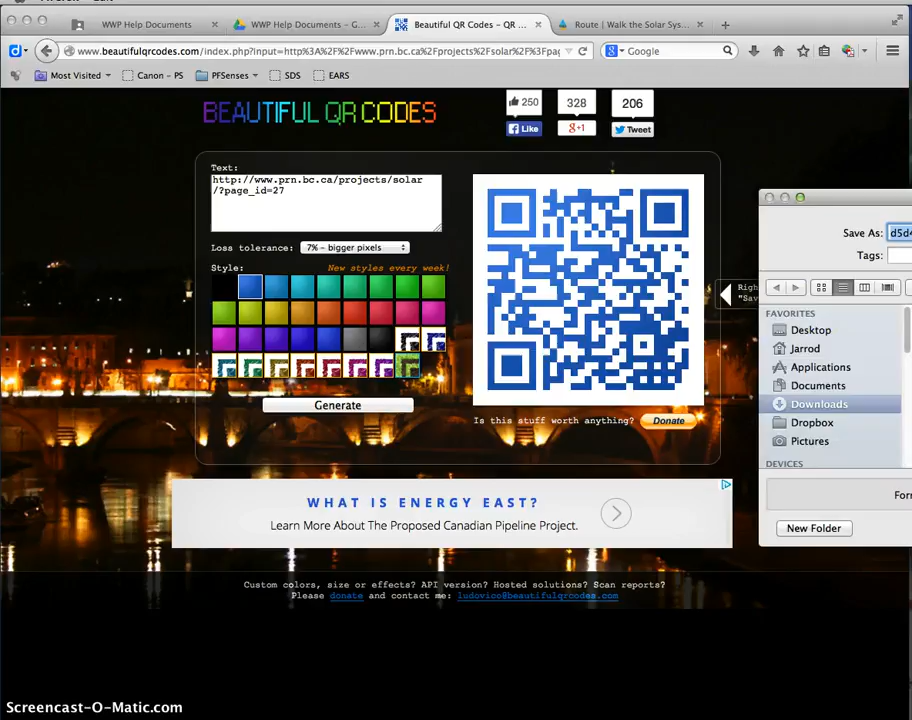 WWP Help Documents
WWP Help Documents - G...
Beautiful QR Codes - QR ...
Route | Walk the Solar Sys...
www.beautifulqrcodes.com/index.php?input=http%3A%2F%2Fwww.prn.bc.ca%2Fprojects%2Fsolar%2F%3Fpag
Google
Most Visited
Canon - PS
PFSenses
SDS
EARS
BEAUTIFUL QR CODES
250
328
206
Like
+1
Tweet
Text:
http://www.prn.bc.ca/projects/solar
/?page_id=27
Loss tolerance:
7% - bigger pixels
Style:
New styles every week!
Generate
Is this stuff worth anything?
Donate
Righ
"Sav
Save As:
d5d4
Tags:
FAVORITES
Desktop
Jarrod
Applications
Documents
Downloads
Dropbox
Pictures
DEVICES
For
New Folder
WHAT IS ENERGY EAST?
Learn More About The Proposed Canadian Pipeline Project.
Custom colors, size or effects? API version? Hosted solutions? Scan reports?
Please donate and contact me: ludovico@beautifulqrcodes.com
Screencast-O-Matic.com